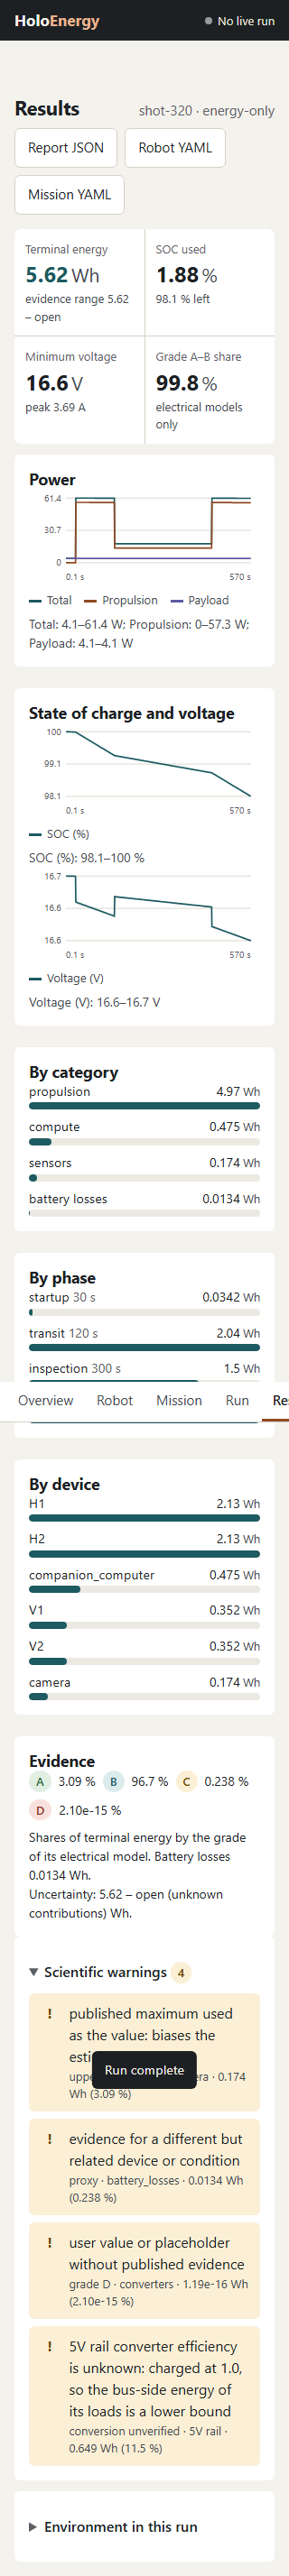 HoloEnergy
No live run
Results
shot-320 · energy-only
Report JSON
Robot YAML
Mission YAML
Terminal energy
5.62 Wh
evidence range 5.62
– open
SOC used
1.88 %
98.1 % left
Minimum voltage
16.6 V
peak 3.69 A
Grade A–B share
99.8 %
electrical models
only
Power
61.4
30.7
0
0.1 s
570 s
Total
Propulsion
Payload
Total: 4.1–61.4 W; Propulsion: 0–57.3 W;
Payload: 4.1–4.1 W
State of charge and voltage
100
99.1
98.1
0.1 s
570 s
SOC (%)
SOC (%): 98.1–100 %
16.7
16.6
16.6
0.1 s
570 s
Voltage (V)
Voltage (V): 16.6–16.7 V
By category
propulsion 4.97 Wh
compute 0.475 Wh
sensors 0.174 Wh
battery losses 0.0134 Wh
By phase
startup 30 s 0.0342 Wh
transit 120 s 2.04 Wh
inspection 300 s 1.5 Wh
Overview
Robot
Mission
Run
By device
H1 2.13 Wh
H2 2.13 Wh
companion_computer 0.475 Wh
V1 0.352 Wh
V2 0.352 Wh
camera 0.174 Wh
Evidence
A 3.09 % B 96.7 % C 0.238 %
D 2.10e-15 %
Shares of terminal energy by the grade
of its electrical model. Battery losses
0.0134 Wh.
Uncertainty: 5.62 – open (unknown
contributions) Wh.
Scientific warnings 4
! published maximum used
as the value: biases the
Run complete
0.174
Wh (3.09 %)
! evidence for a different but
related device or condition
proxy · battery_losses · 0.0134 Wh
(0.238 %)
! user value or placeholder
without published evidence
grade D · converters · 1.19e-16 Wh
(2.10e-15 %)
! 5V rail converter efficiency
is unknown: charged at 1.0,
so the bus-side energy of
its loads is a lower bound
conversion unverified · 5V rail ·
0.649 Wh (11.5 %)
Environment in this run